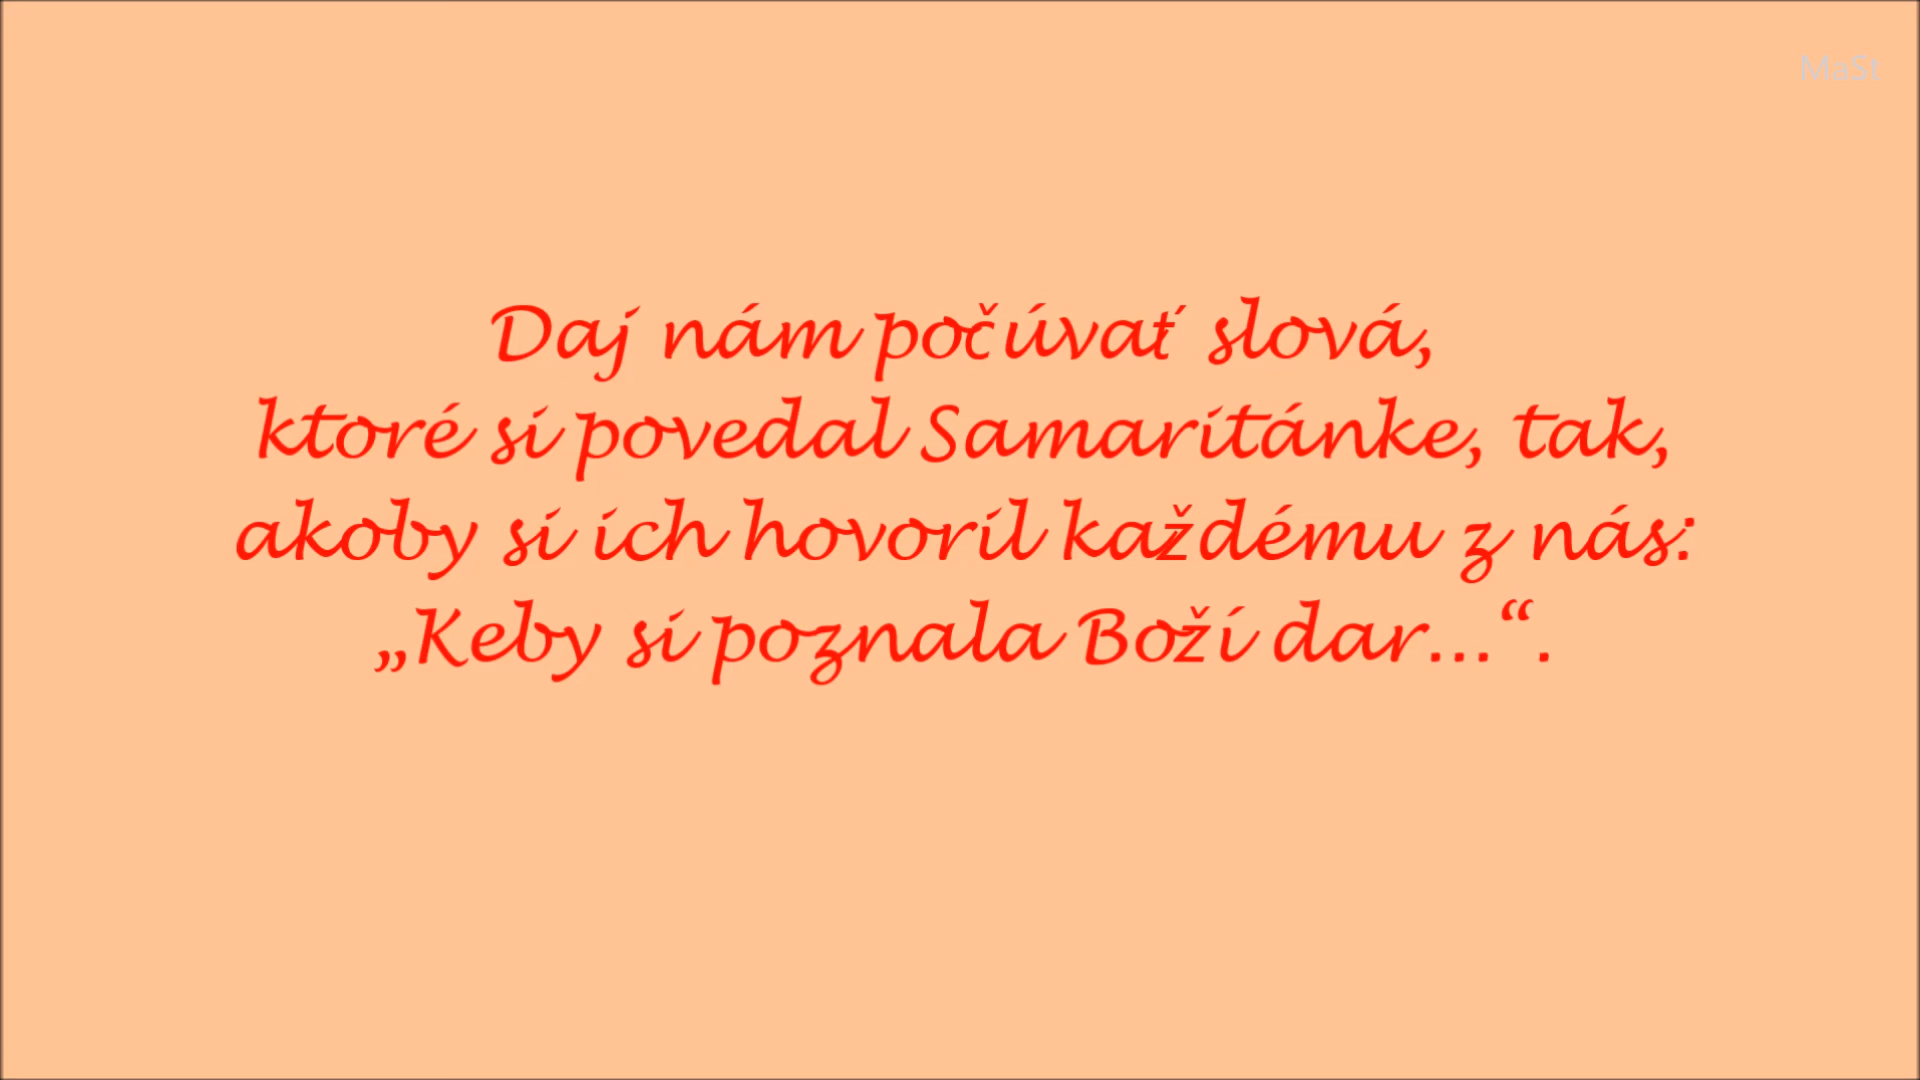 MaSt
Daj nám počúvať slová,
ktoré si povedal Samaritánke, tak,
akoby si ich hovoril každému z nás:
„Keby si poznala Boží dar...“.